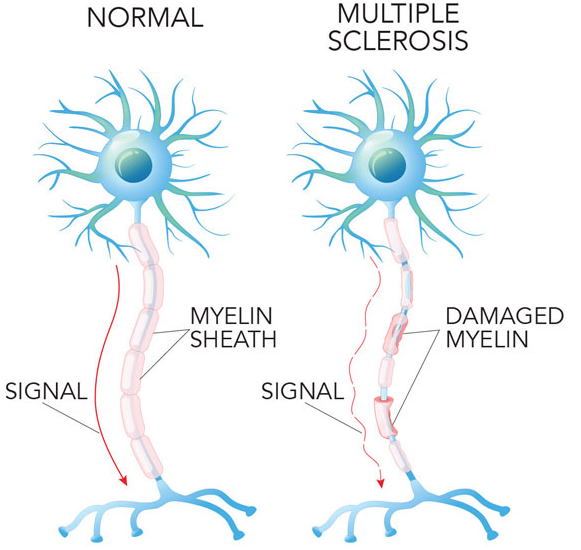 NORMAL
MULTIPLE
SCLEROSIS
MYELIN
SHEATH
SIGNAL
DAMAGED
MYELIN
SIGNAL